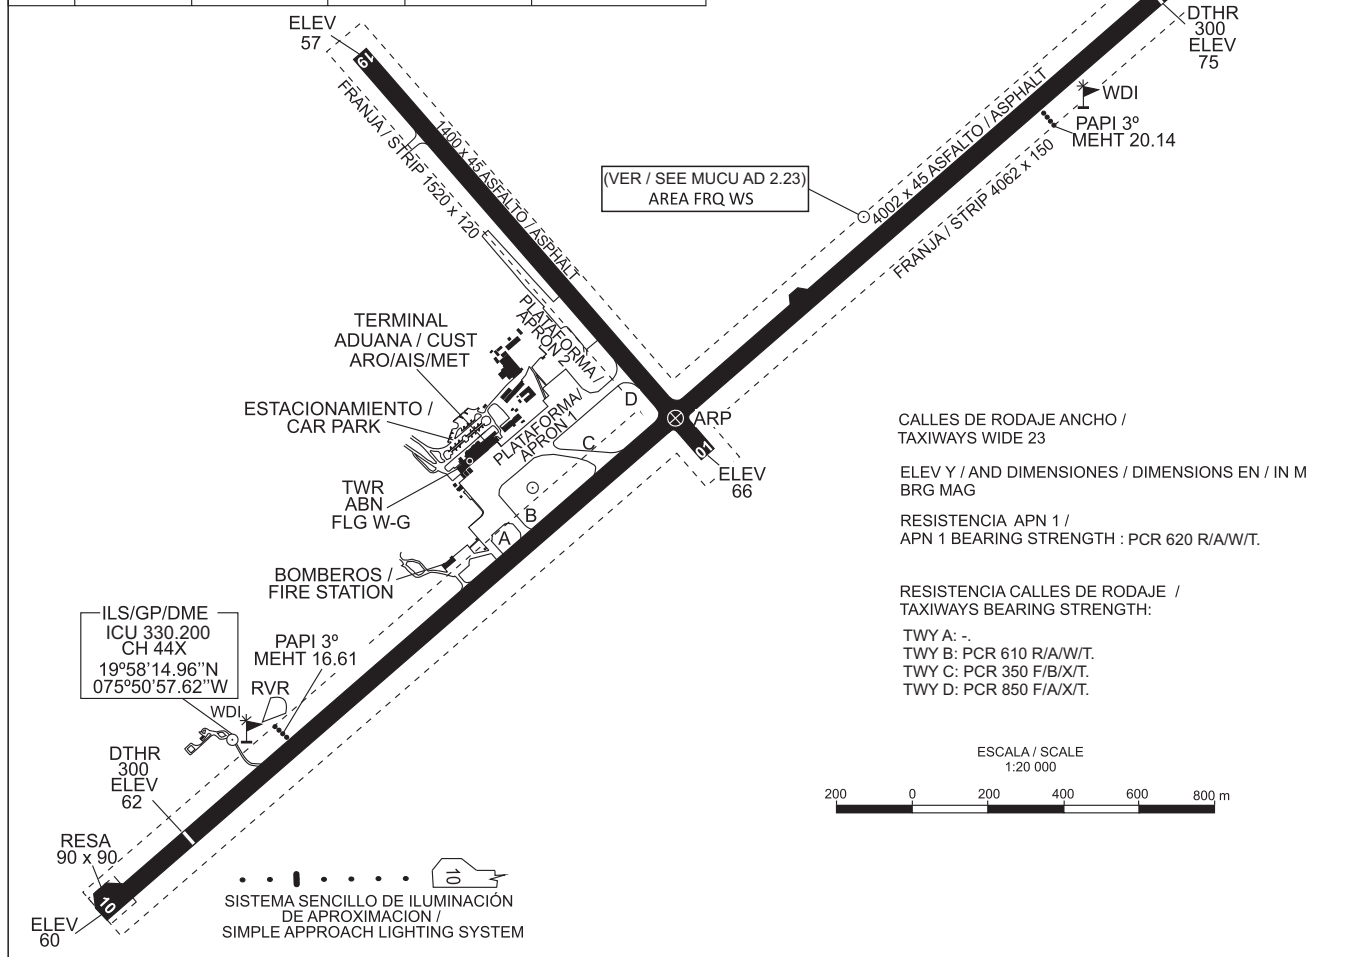 ELEV
57
19
FRANJA / STRIP 1520 x 120
1400 x 45 ASFALTO / ASPHALT
DTHR
300
ELEV
75
WDI
PAPI 3º
MEHT 20.14
4002 x 45 ASFALTO / ASPHALT
FRANJA / STRIP 4062 x 150
(VER / SEE MUCU AD 2.23)
AREA FRQ WS
TERMINAL
ADUANA / CUST
ARO/AIS/MET
PLATAFORMA /
APRON 2
ESTACIONAMIENTO /
CAR PARK
PLATAFORMA/
APRON 1
D
C
B
A
ARP
01
ELEV
66
TWR
ABN
FLG W-G
BOMBEROS /
FIRE STATION
CALLES DE RODAJE ANCHO /
TAXIWAYS WIDE 23
ELEV Y / AND DIMENSIONES / DIMENSIONS EN / IN M
BRG MAG
RESISTENCIA APN 1 /
APN 1 BEARING STRENGTH : PCR 620 R/A/W/T.
RESISTENCIA CALLES DE RODAJE /
TAXIWAYS BEARING STRENGTH:
TWY A: -.
TWY B: PCR 610 R/A/W/T.
TWY C: PCR 350 F/B/X/T.
TWY D: PCR 850 F/A/X/T.
ILS/GP/DME
ICU 330.200
CH 44X
19º58'14.96’’N
075º50'57.62’’W
PAPI 3º
MEHT 16.61
RVR
WDI
DTHR
300
ELEV
62
RESA
90 x 90
10
ELEV
60
10
SISTEMA SENCILLO DE ILUMINACIÓN
DE APROXIMACION /
SIMPLE APPROACH LIGHTING SYSTEM
ESCALA / SCALE
1:20 000
200 0 200 400 600 800 m